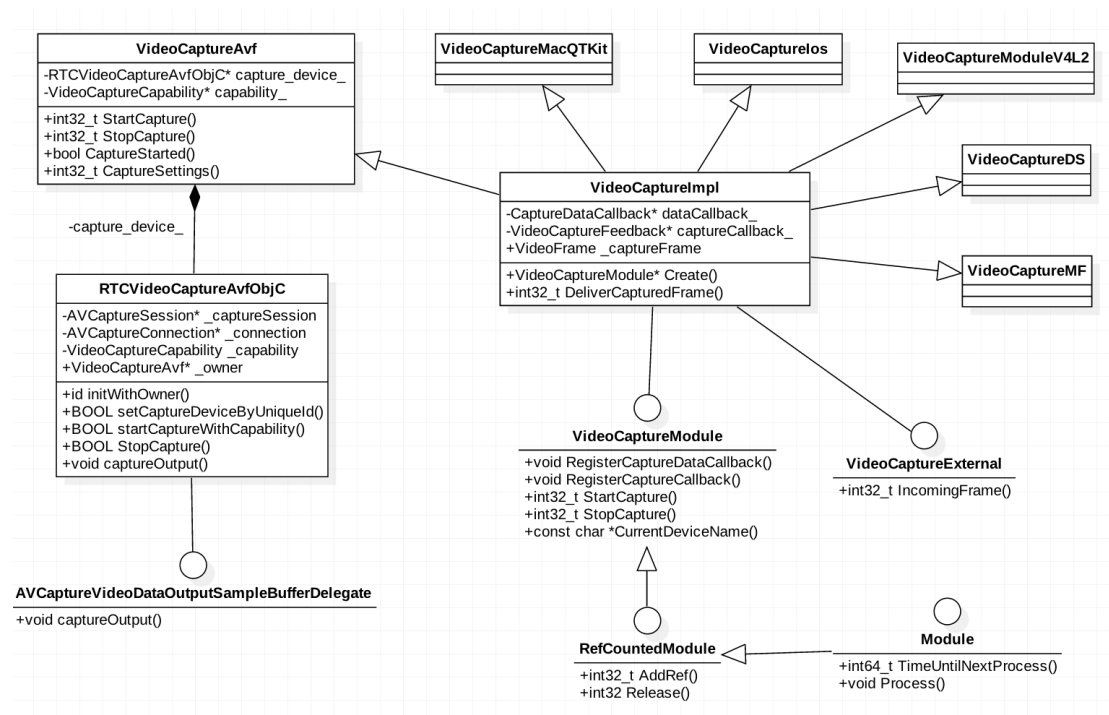 VideoCaptureAvf
-RTCVideoCaptureAvfObjC* capture_device_
-VideoCaptureCapability* capability_
+int32_t StartCapture()
+int32_t StopCapture()
+bool CaptureStarted()
+int32_t CaptureSettings()
VideoCaptureMacQTKit
VideoCaptureIos
VideoCaptureModuleV4L2
VideoCaptureDS
VideoCaptureMF
VideoCaptureImpl
-CaptureDataCallback* dataCallback_
-VideoCaptureFeedback* captureCallback_
+VideoFrame _captureFrame
+VideoCaptureModule* Create()
+int32_t DeliverCapturedFrame()
-capture_device_
RTCVideoCaptureAvfObjC
-AVCaptureSession* _captureSession
-AVCaptureConnection* _connection
-VideoCaptureCapability _capability
+VideoCaptureAvf* _owner
+id initWithOwner()
+BOOL setCaptureDeviceByUniqueId()
+BOOL startCaptureWithCapability()
+BOOL StopCapture()
+void captureOutput()
VideoCaptureModule
+void RegisterCaptureDataCallback()
+void RegisterCaptureCallback()
+int32_t StartCapture()
+int32_t StopCapture()
+const char *CurrentDeviceName()
VideoCaptureExternal
+int32_t IncomingFrame()
AVCaptureVideoDataOutputSampleBufferDelegate
+void captureOutput()
RefCountedModule
+int32_t AddRef()
+int32 Release()
Module
+int64_t TimeUntilNextProcess()
+void Process()